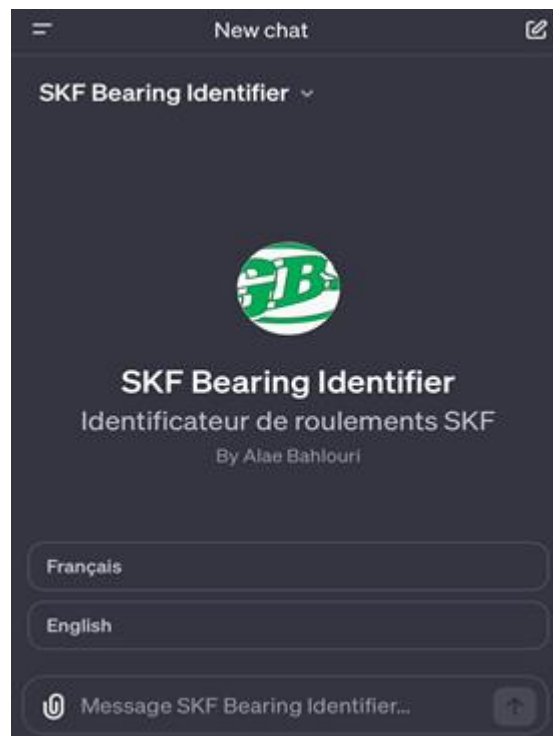 New chat
SKF Bearing Identifier
G.B.
SKF Bearing Identifier
Identificateur de roulements SKF
By Alae Bahlouri
Français
English
Message SKF Bearing Identifier...